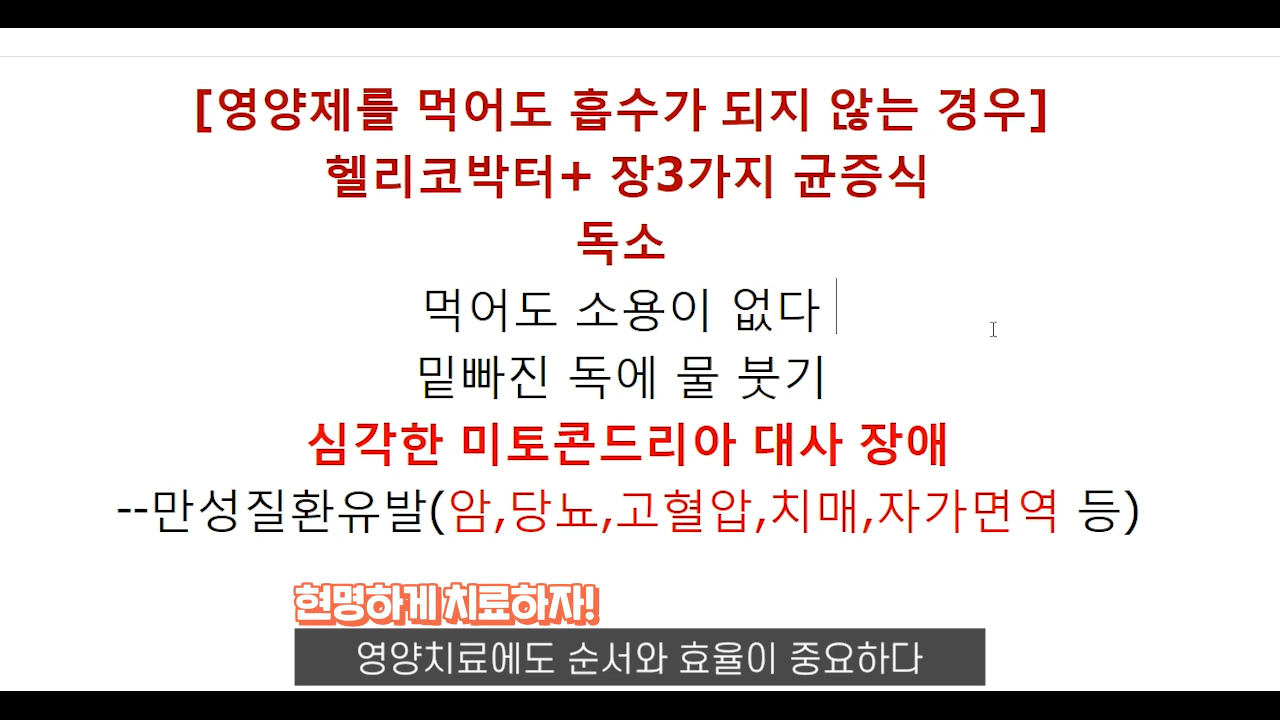 [영양제를 먹어도 흡수가 되지 않는 경우]
헬리코박터+ 장3가지 균증식
독소
먹어도 소용이 없다
밑빠진 독에 물 붓기
심각한 미토콘드리아 대사 장애
--만성질환유발(암,당뇨,고혈압,치매,자가면역 등)
현명하게 치료하자!
영양치료에도 순서와 효율이 중요하다